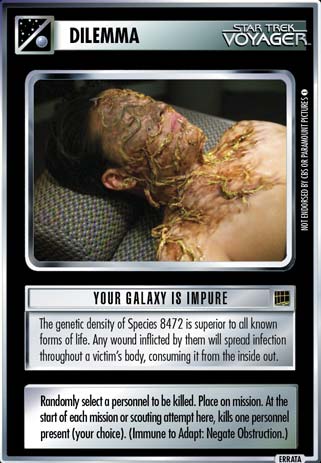 DILEMMA
STAR TREK
VOYAGER
NOT ENDORSED BY CBS OR PARAMOUNT PICTURES
YOUR GALAXY IS IMPURE
The genetic density of Species 8472 is superior to all known
forms of life. Any wound inflicted by them will spread infection
throughout a victim's body, consuming it from the inside out.
Randomly select a personnel to be killed. Place on mission. At the
start of each mission or scouting attempt here, kills one personnel
present (your choice). (Immune to Adapt: Negate Obstruction.)
ERRATA